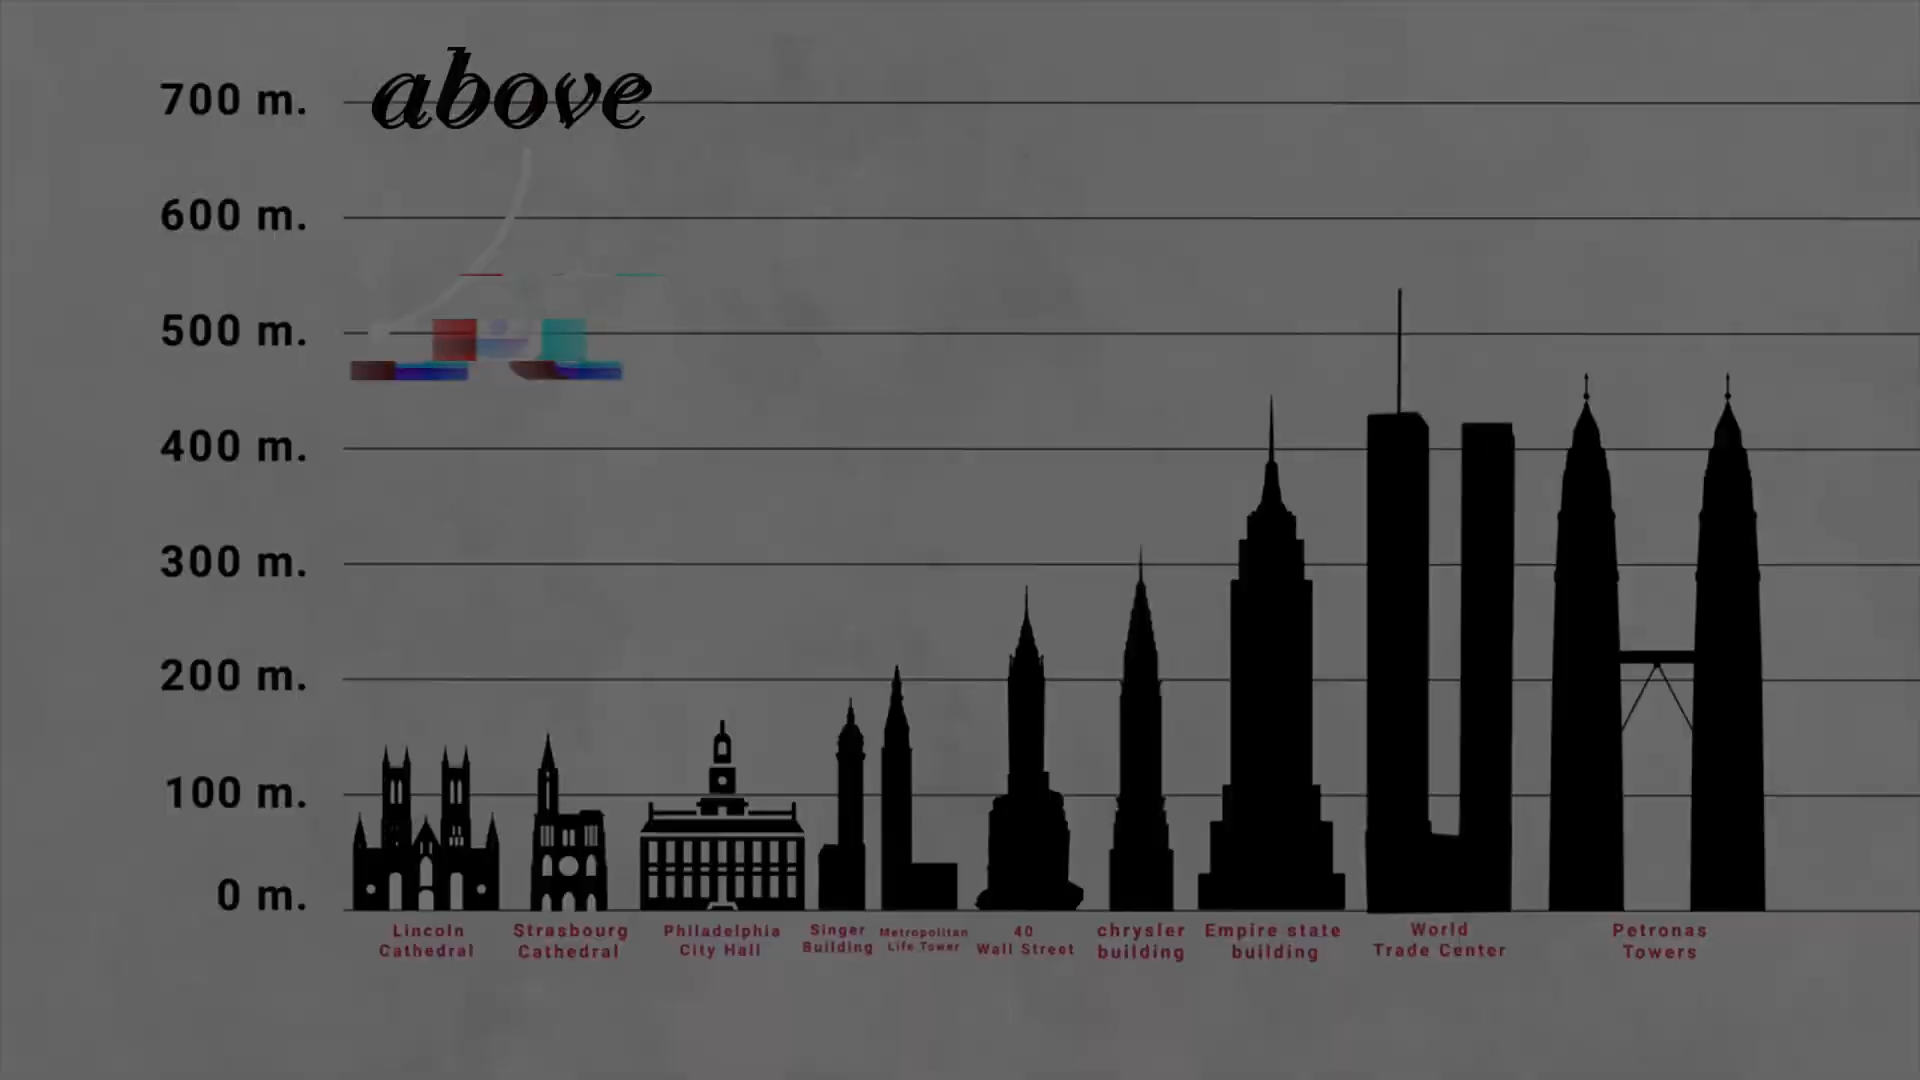 above
700 m.
600 m.
500 m.
400 m.
300 m.
200 m.
100 m.
0 m.
Lincoln
Cathedral
Strasbourg
Cathedral
Philadelphia
City Hall
Singer
Building
Metropolitan
Life Tower
40
Wall Street
chrysler
building
Empire state
building
World
Trade Center
Petronas
Towers